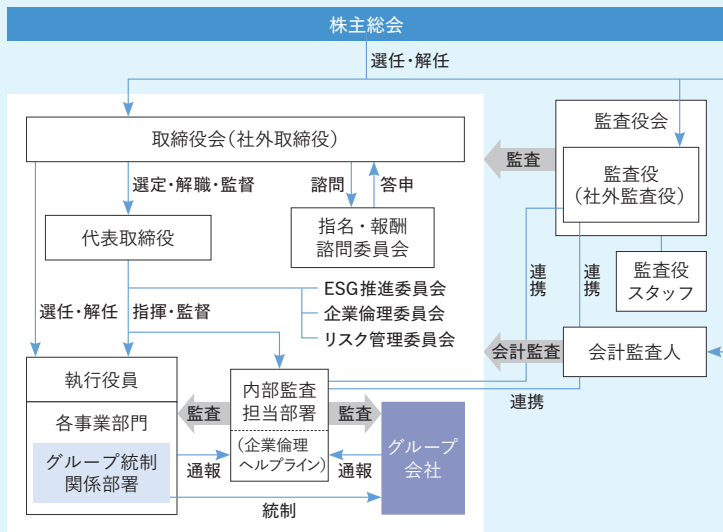 株主総会
選任・解任
取締役会(社外取締役)
監査役会
監査
監査役
(社外監査役)
選定・解職・監督
諮問
答申
代表取締役
指名・報酬
諮問委員会
監査役
スタッフ
連携
連携
ESG推進委員会
企業倫理委員会
リスク管理委員会
選任・解任
指揮・監督
執行役員
会計監査
会計監査人
内部監査
担当部署
監査
監査
連携
各事業部門
(企業倫理
ヘルプライン)
グループ
会社
グループ統制
関係部署
通報
通報
統制